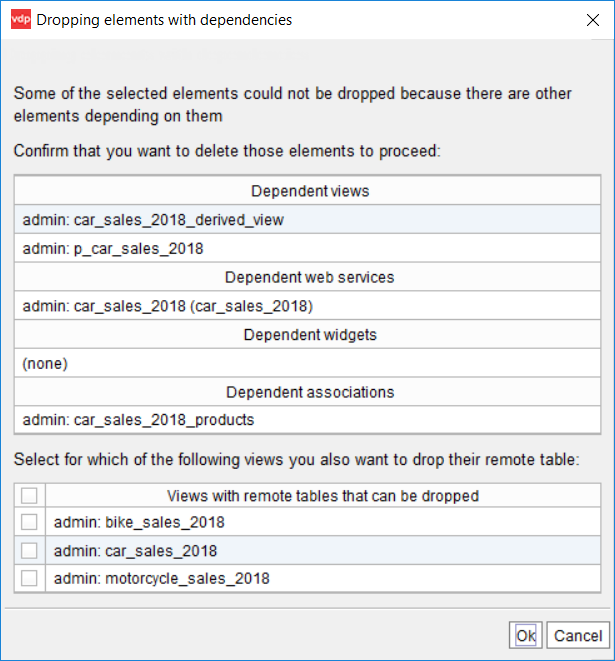 vdp Dropping elements with dependencies
Some of the selected elements could not be dropped because there are other
elements depending on them
Confirm that you want to delete those elements to proceed:
Dependent views
admin: car_sales_2018_derived_view
admin: p_car_sales_2018
Dependent web services
admin: car_sales_2018 (car_sales_2018)
Dependent widgets
(none)
Dependent associations
admin: car_sales_2018_products
Select for which of the following views you also want to drop their remote table:
Views with remote tables that can be dropped
admin: bike_sales_2018
admin: car_sales_2018
admin: motorcycle_sales_2018
Ok Cancel